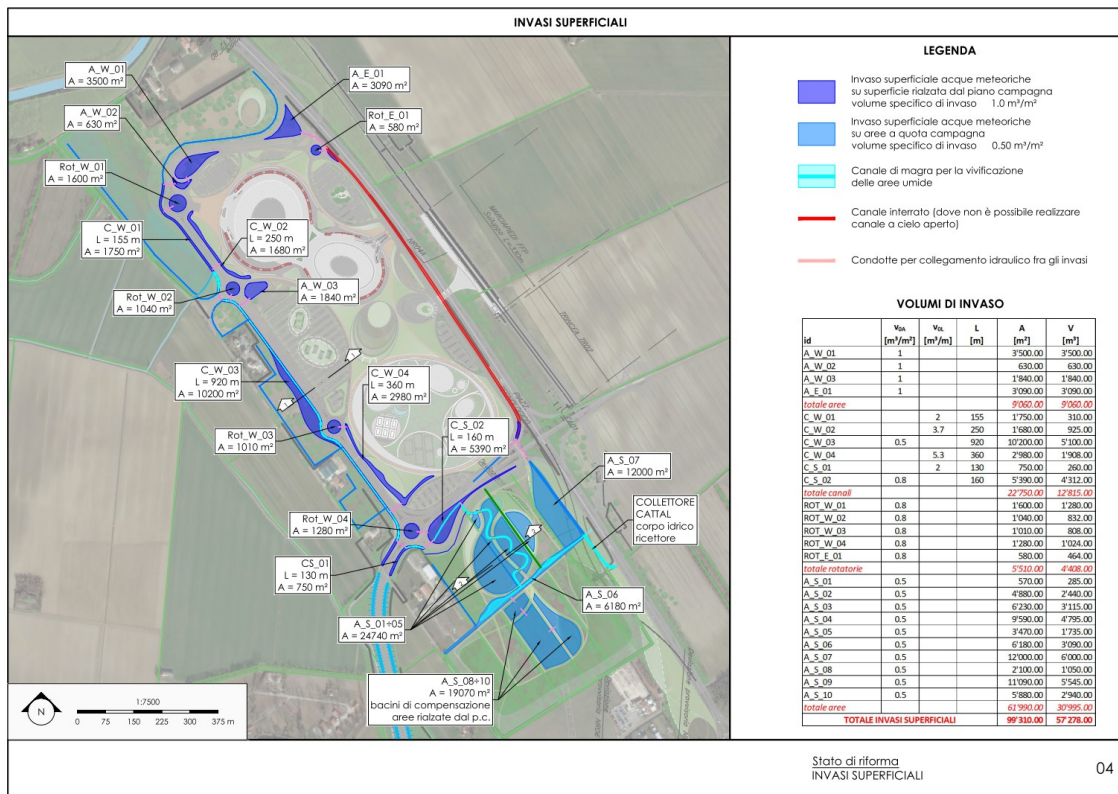 INVASI SUPERFICIALI
A_W_01
A = 3500 m²
A_W_02
A = 630 m²
Rot_W_01
A = 1600 m²
C_W_01
L = 155 m
A = 1750 m²
Rot_W_02
A = 1040 m²
C_W_03
L = 920 m
A = 10200 m²
Rot_W_03
A = 1010 m²
Rot_W_04
A = 1280 m²
CS_01
L = 130 m
A = 750 m²
A_S_01÷05
A = 24740 m²
A_S_08÷10
A = 19070 m²
bacini di compensazione
aree rialzate dal p.c.
A_E_01
A = 3090 m²
Rot_E_01
A = 580 m²
C_W_02
L = 250 m
A = 1680 m²
A_W_03
A = 1840 m²
C_W_04
L = 360 m
A = 2980 m²
C_S_02
L = 160 m
A = 5390 m²
A_S_07
A = 12000 m²
COLLETTORE
CATTAL
corpo idrico
ricettore
A_S_06
A = 6180 m²
N
1:7500
0 75 150 225 300 375 m
LEGENDA
Invaso superficiale acque meteoriche
su superficie rialzata dal piano campagna
volume specifico di invaso 1.0 m³/m²
Invaso superficiale acque meteoriche
su aree a quota campagna
volume specifico di invaso 0.50 m³/m²
Canale di magra per la vivificazione
delle aree umide
Canale interrato (dove non è possibile realizzare
canale a cielo aperto)
Condotte per collegamento idraulico fra gli invasi
VOLUMI DI INVASO
id v0A [m³/m²] v0L [m³/m] L [m] A [m²] V [m³]
A_W_01 1 3'500.00 3'500.00
A_W_02 1 630.00 630.00
A_W_03 1 1'840.00 1'840.00
A_E_01 1 3'090.00 3'090.00
totale aree 9'060.00 9'060.00
C_W_01 2 155 1'750.00 310.00
C_W_02 3.7 250 1'680.00 925.00
C_W_03 0.5 920 10'200.00 5'100.00
C_W_04 5.3 360 2'980.00 1'908.00
C_S_01 2 130 750.00 260.00
C_S_02 0.8 160 5'390.00 4'312.00
totale canali 22'750.00 12'815.00
ROT_W_01 0.8 1'600.00 1'280.00
ROT_W_02 0.8 1'040.00 832.00
ROT_W_03 0.8 1'010.00 808.00
ROT_W_04 0.8 1'280.00 1'024.00
ROT_E_01 0.8 580.00 464.00
totale rotatorie 5'510.00 4'408.00
A_S_01 0.5 570.00 285.00
A_S_02 0.5 4'880.00 2'440.00
A_S_03 0.5 6'230.00 3'115.00
A_S_04 0.5 9'590.00 4'795.00
A_S_05 0.5 3'470.00 1'735.00
A_S_06 0.5 6'180.00 3'090.00
A_S_07 0.5 12'000.00 6'000.00
A_S_08 0.5 2'100.00 1'050.00
A_S_09 0.5 11'090.00 5'545.00
A_S_10 0.5 5'880.00 2'940.00
totale aree 61'990.00 30'995.00
TOTALE INVASI SUPERFICIALI 99'310.00 57'278.00
Stato di riforma
INVASI SUPERFICIALI
04